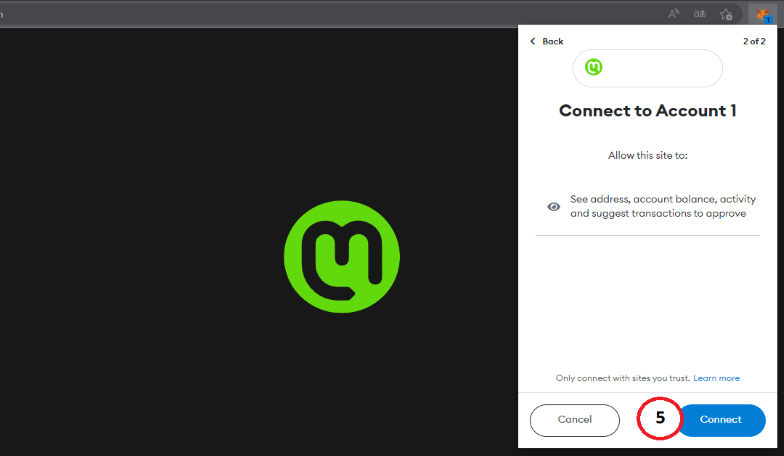 Back
2 of 2
Connect to Account 1
Allow this site to:
See address, account balance, activity
and suggest transactions to approve
Only connect with sites you trust. Learn more
Cancel
5
Connect